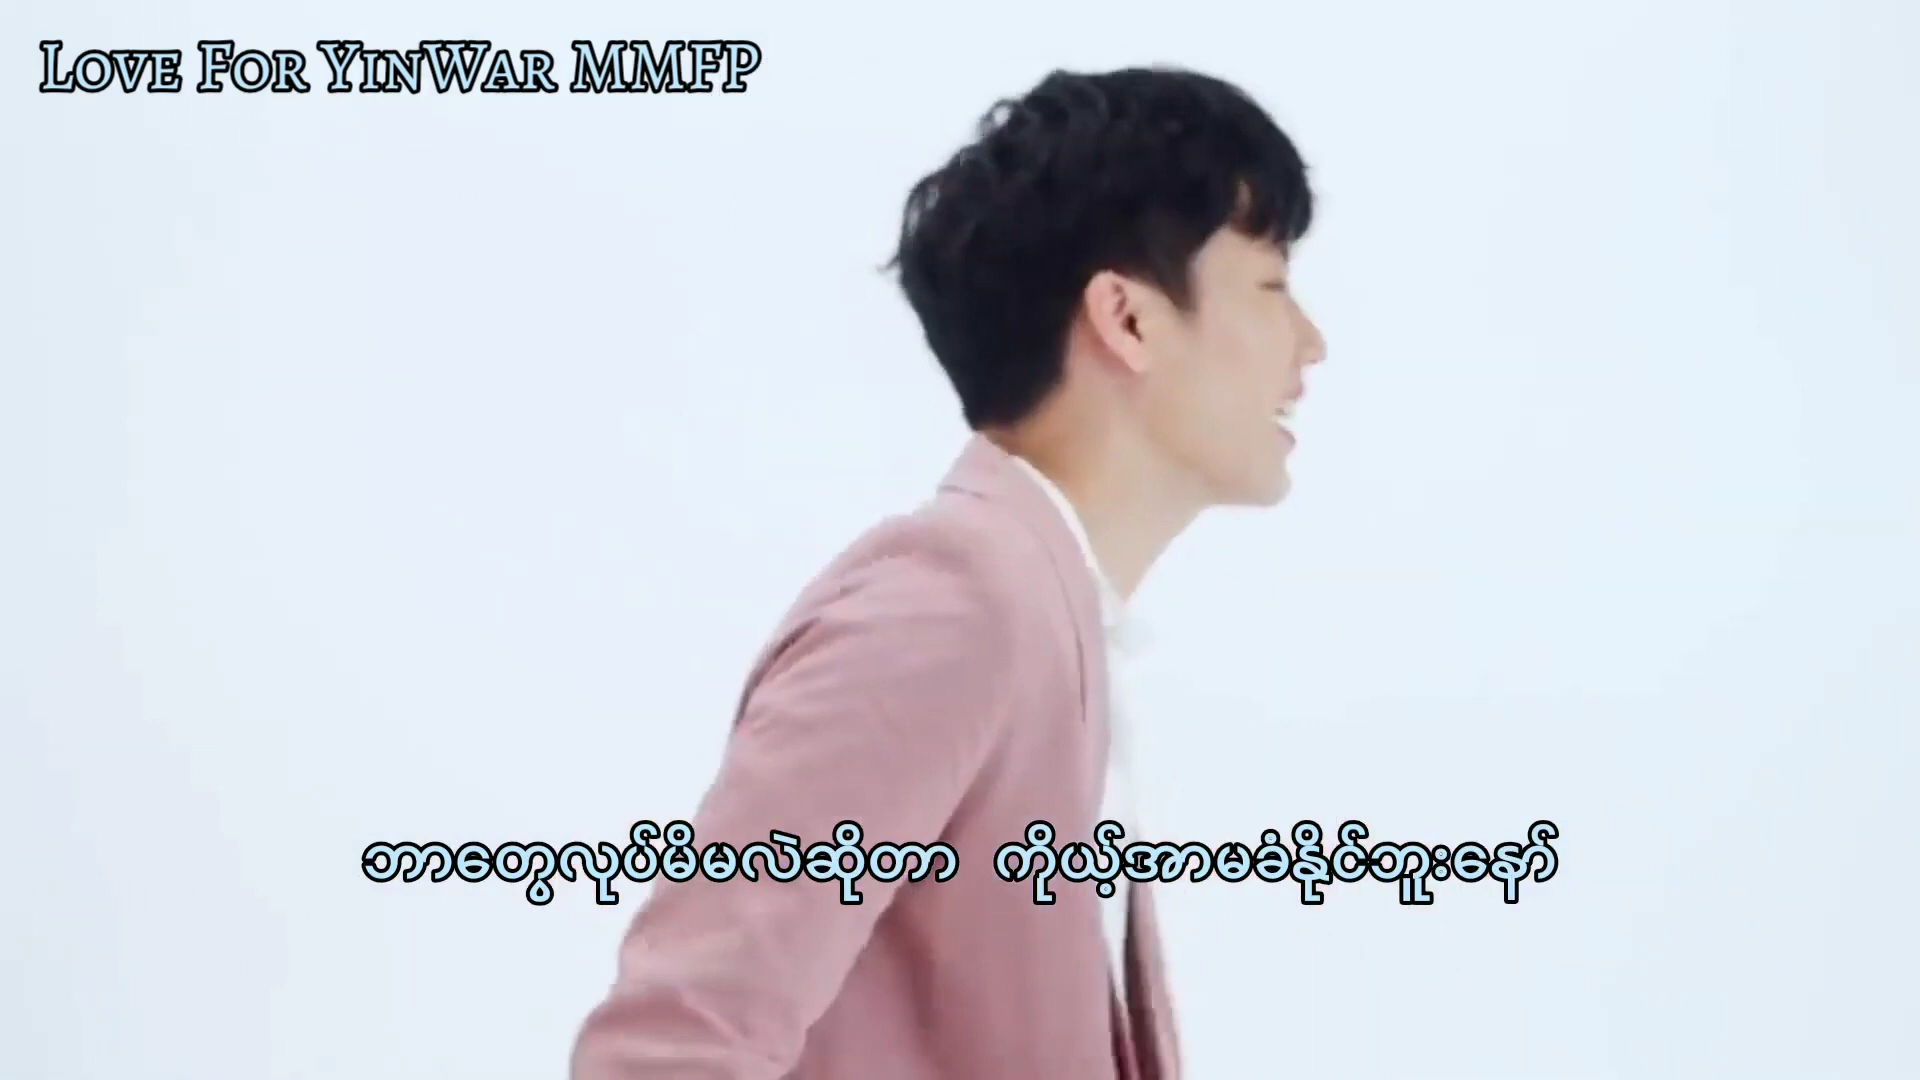 LOVE FOR YINWAR MMFP
ဘာတွေလုပ်မိမလဲဆိုတာ ကိုယ့်အာမခံနိုင်ဘူးနော်